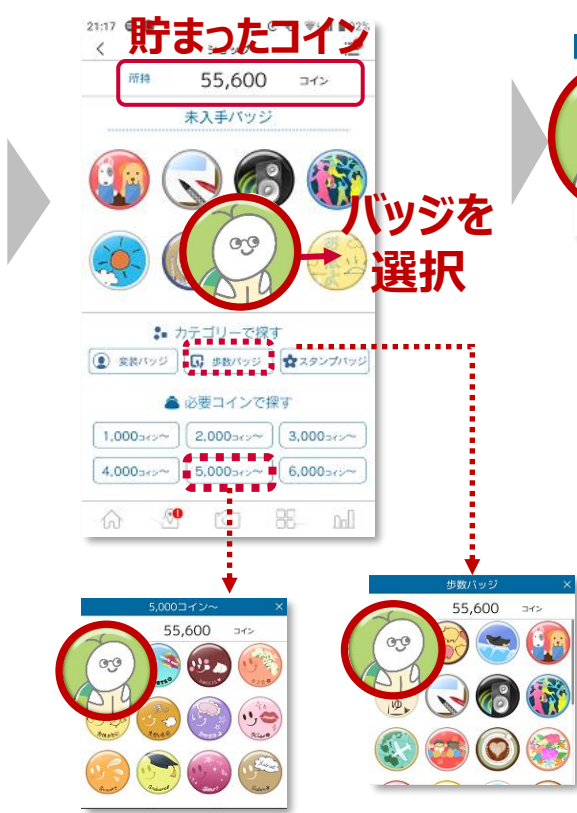 21:17
貯まったコイン
所持 55,600 コイン
未入手バッジ
バッジを
選択
カテゴリーで探す
変装バッジ
歩数バッジ
スタンプバッジ
必要コインで探す
1,000コイン〜
2,000コイン〜
3,000コイン〜
4,000コイン〜
5,000コイン〜
6,000コイン〜
5,000コイン〜 ×
55,600 コイン
歩数バッジ ×
55,600 コイン
ゆ